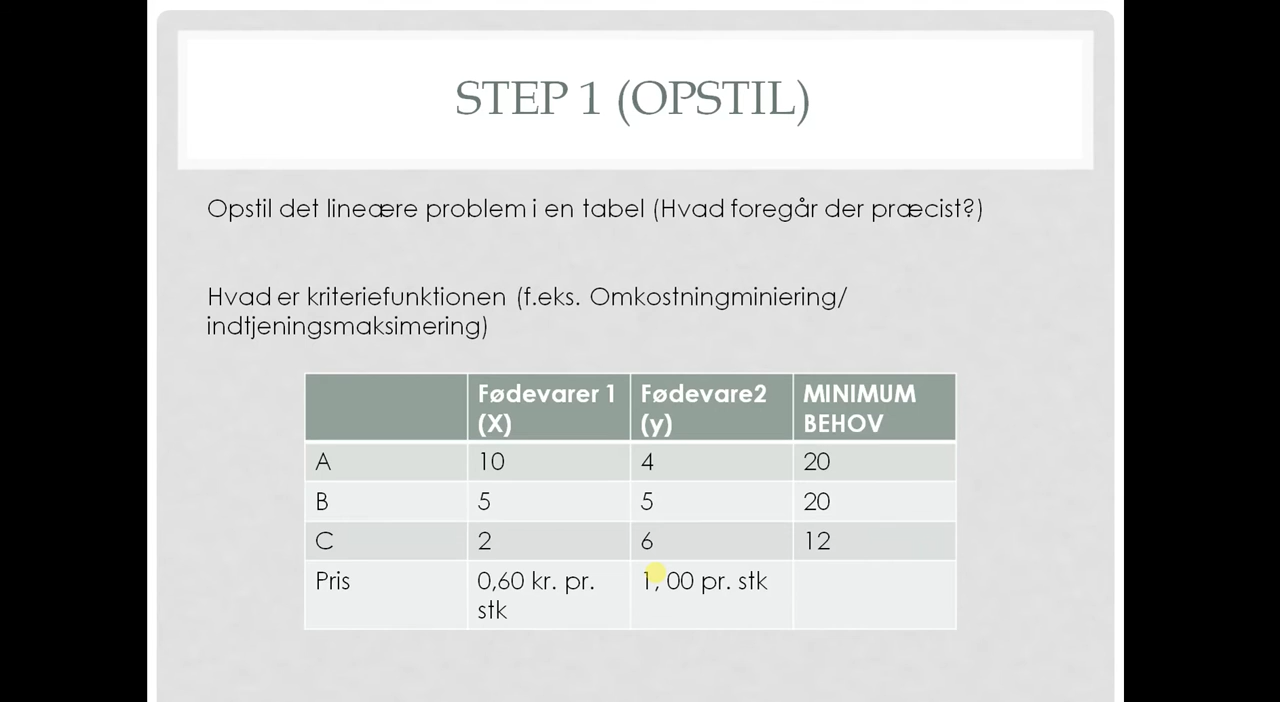 STEP 1 (OPSTIL)
Opstil det lineære problem i en tabel (Hvad foregår der præcist?)
Hvad er kriteriefunktionen (f.eks. Omkostningminiering/
indtjeningsmaksimering)
Fødevarer 1 Fødevare2 MINIMUM
(X) (y) BEHOV
A 10 4 20
B 5 5 20
C 2 6 12
Pris 0,60 kr. pr. 1, 00 pr. stk
stk